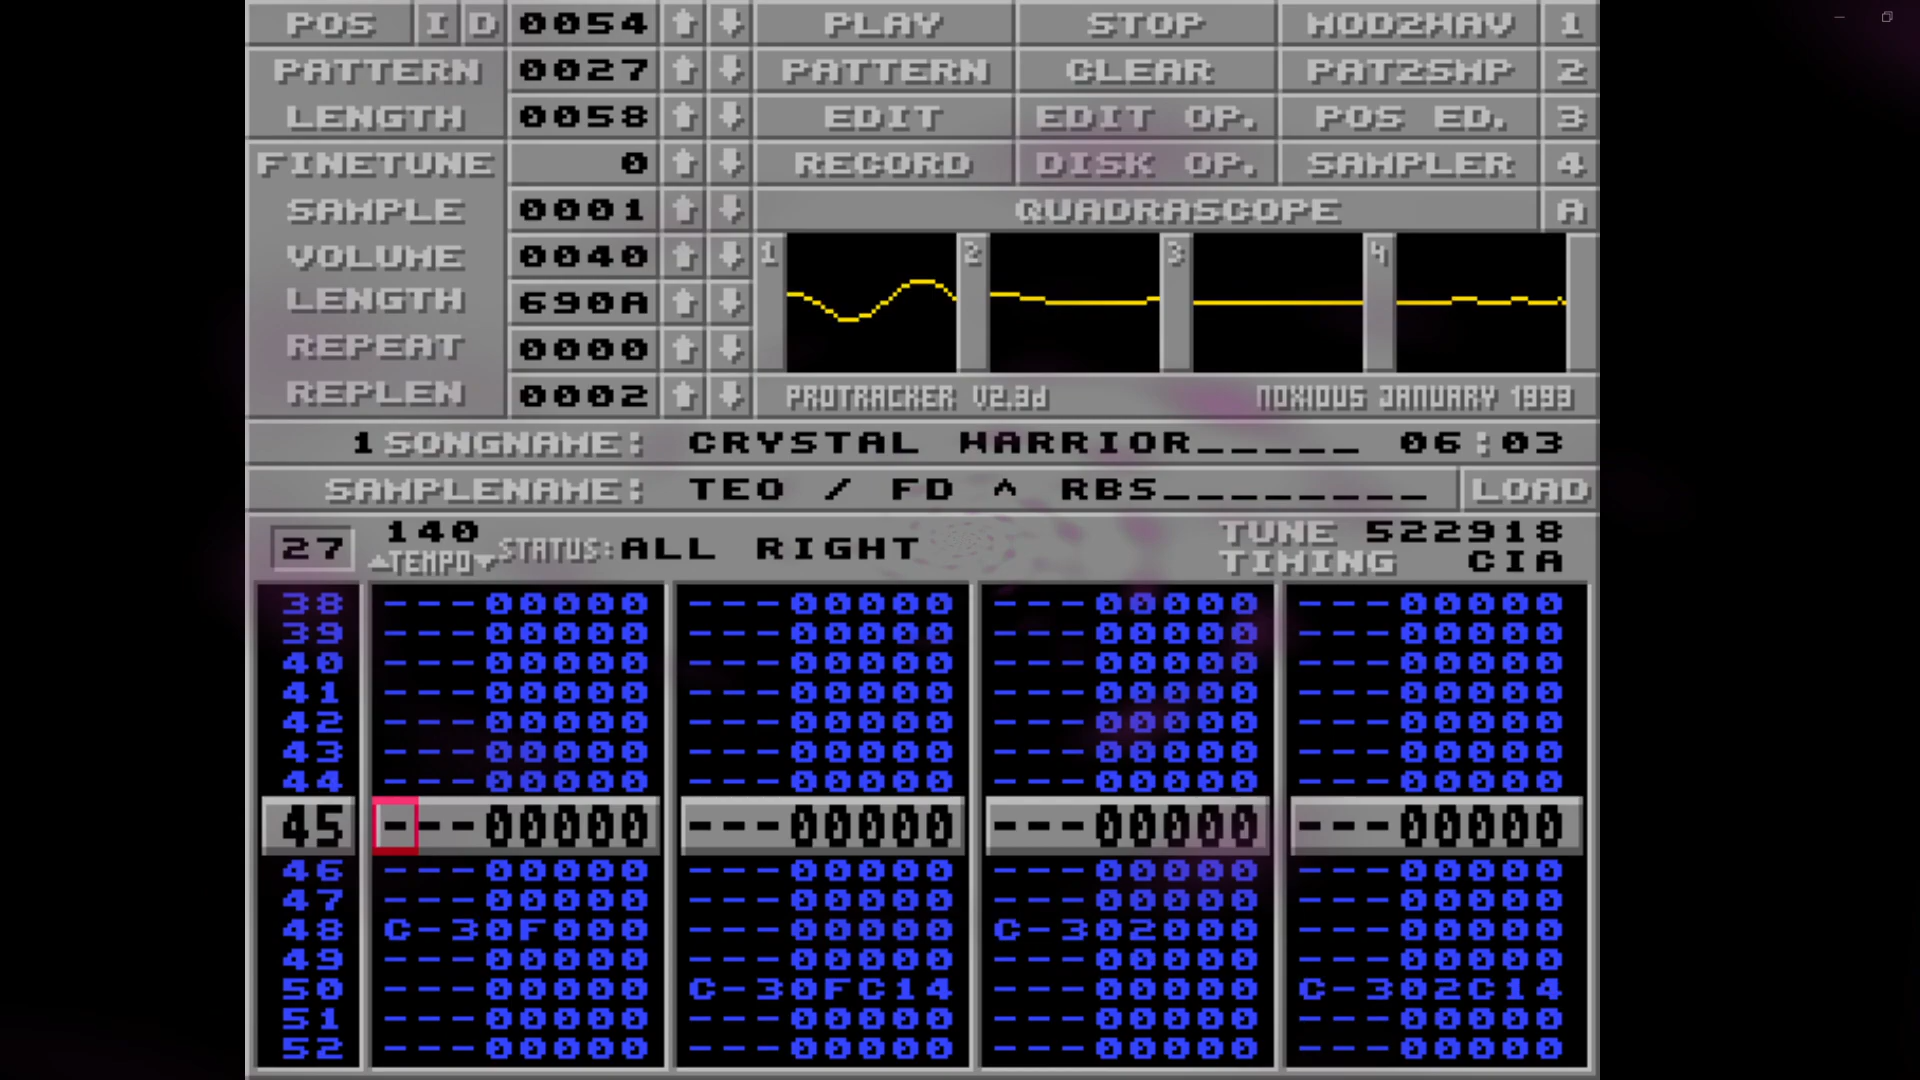 POS I D 0054 PLAY STOP MOD2WAV 1
PATTERN 0027 PATTERN CLEAR PAT2SMP 2
LENGTH 0058 EDIT EDIT OP. POS ED. 3
FINETUNE 0 RECORD DISK OP. SAMPLER 4
SAMPLE 0001 QUADRASCOPE A
VOLUME 0040 1 2 3 4
LENGTH 690A
REPEAT 0000
REPLEN 0002 PROTRACKER V2.3d NOXIOUS JANUARY 1993
1 SONGNAME: CRYSTAL WARRIOR_____ 06:03
SAMPLENAME: TEO / FD ^ RBS________ LOAD
27 140 TEMPO STATUS: ALL RIGHT TUNE 522918
TIMING CIA
38 ---00000 ---00000 ---00000 ---00000
39 ---00000 ---00000 ---00000 ---00000
40 ---00000 ---00000 ---00000 ---00000
41 ---00000 ---00000 ---00000 ---00000
42 ---00000 ---00000 ---00000 ---00000
43 ---00000 ---00000 ---00000 ---00000
44 ---00000 ---00000 ---00000 ---00000
45 ---00000 ---00000 ---00000 ---00000
46 ---00000 ---00000 ---00000 ---00000
47 ---00000 ---00000 ---00000 ---00000
48 C-30F000 ---00000 C-302000 ---00000
49 ---00000 ---00000 ---00000 ---00000
50 ---00000 C-30FC14 ---00000 C-302C14
51 ---00000 ---00000 ---00000 ---00000
52 ---00000 ---00000 ---00000 ---00000